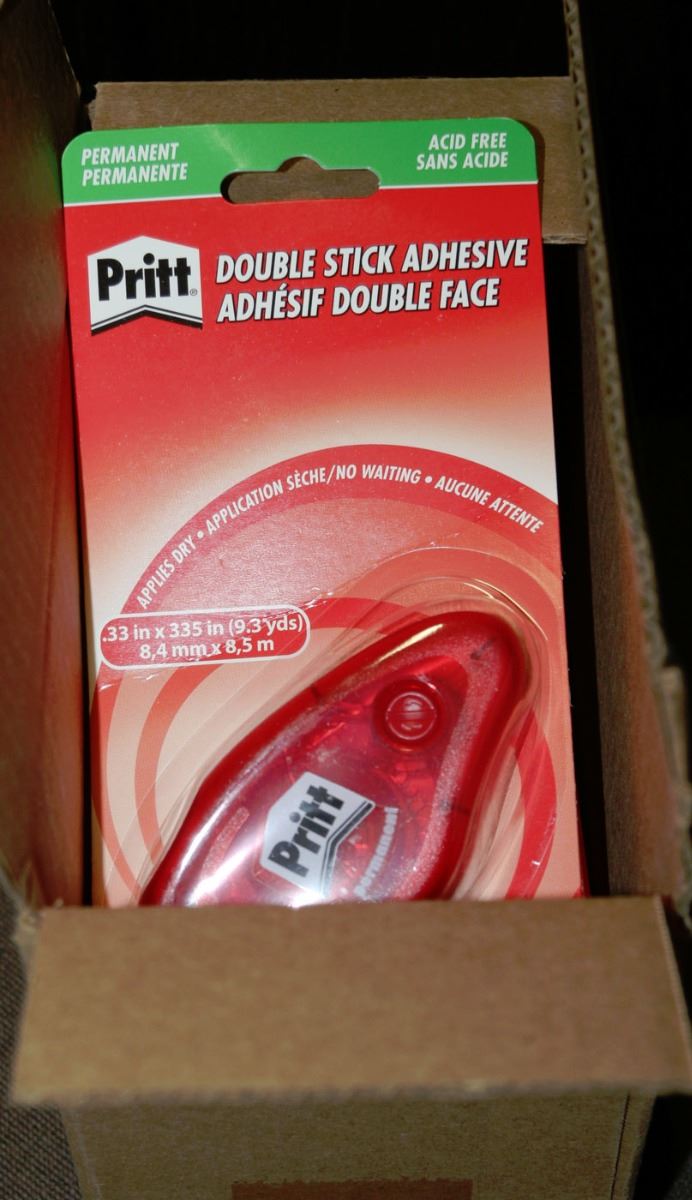 PERMANENT
PERMANENTE
ACID FREE
SANS ACIDE
Pritt®
DOUBLE STICK ADHESIVE
ADHÉSIF DOUBLE FACE
APPLIES DRY • APPLICATION SÈCHE/NO WAITING • AUCUNE ATTENTE
.33 in x 335 in (9.3 yds)
8,4 mm x 8,5 m
Pritt
permanent